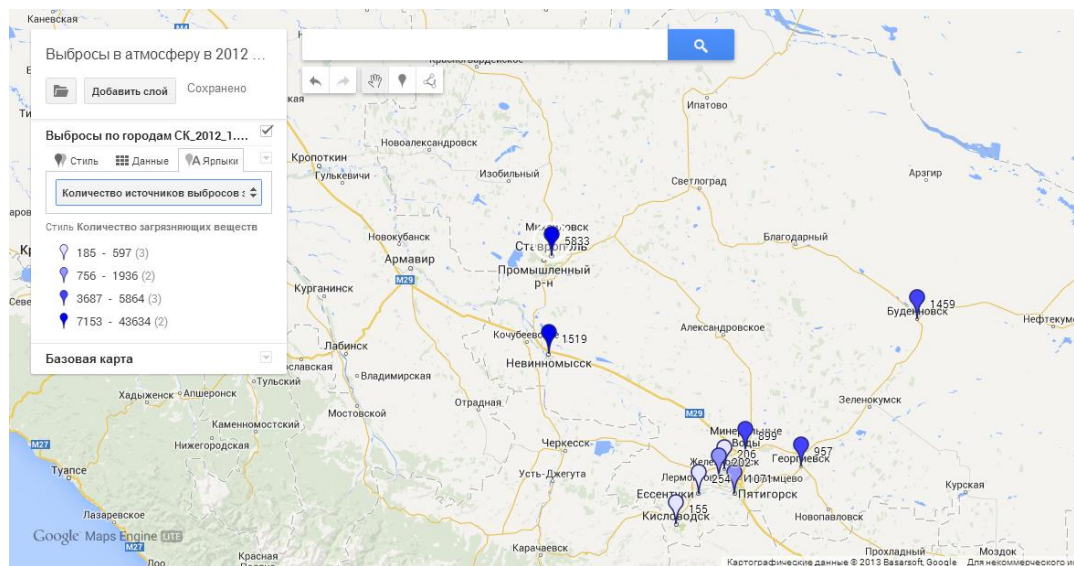 Выбросы в атмосферу в 2012 ...
Добавить слой
Сохранено
Выбросы по городам СК_2012_1....
Стиль
Данные
Ярлыки
Количество источников выбросов з
Стиль Количество загрязняющих веществ
185 - 597 (3)
756 - 1936 (2)
3687 - 5864 (3)
7153 - 43634 (2)
Базовая карта
Каневская
Красногвардейское
Ипатово
Новоалександровск
Кропоткин
Гулькевичи
Изобильный
Светлоград
Арзгир
Новокубанск
Армавир
M29
Ставрополь
5833
Промышленный
р-н
Благодарный
Курганинск
1459
Буденновск
Кочубеевское
1519
Невинномысск
Александровское
Лабинск
Владимирская
Тульский
Хадыженск
Апшеронск
Отрадная
Зеленокумск
Каменномостский
Мостовской
M29
Минеральные
Воды
899
M27
Нижегородская
Черкесск
206
957
Георгиевск
202
Туапсе
Усть-Джегута
254
1071
Ессентуки
Пятигорск
Курская
155
Кисловодск
Лазаревское
Новопавловск
Google Maps Engine LITE
M27
Красная
Карачаевск
Прохладный
Моздок
Лоо
Картографические данные © 2013 Basarsoft, Google
Для некоммерческого и